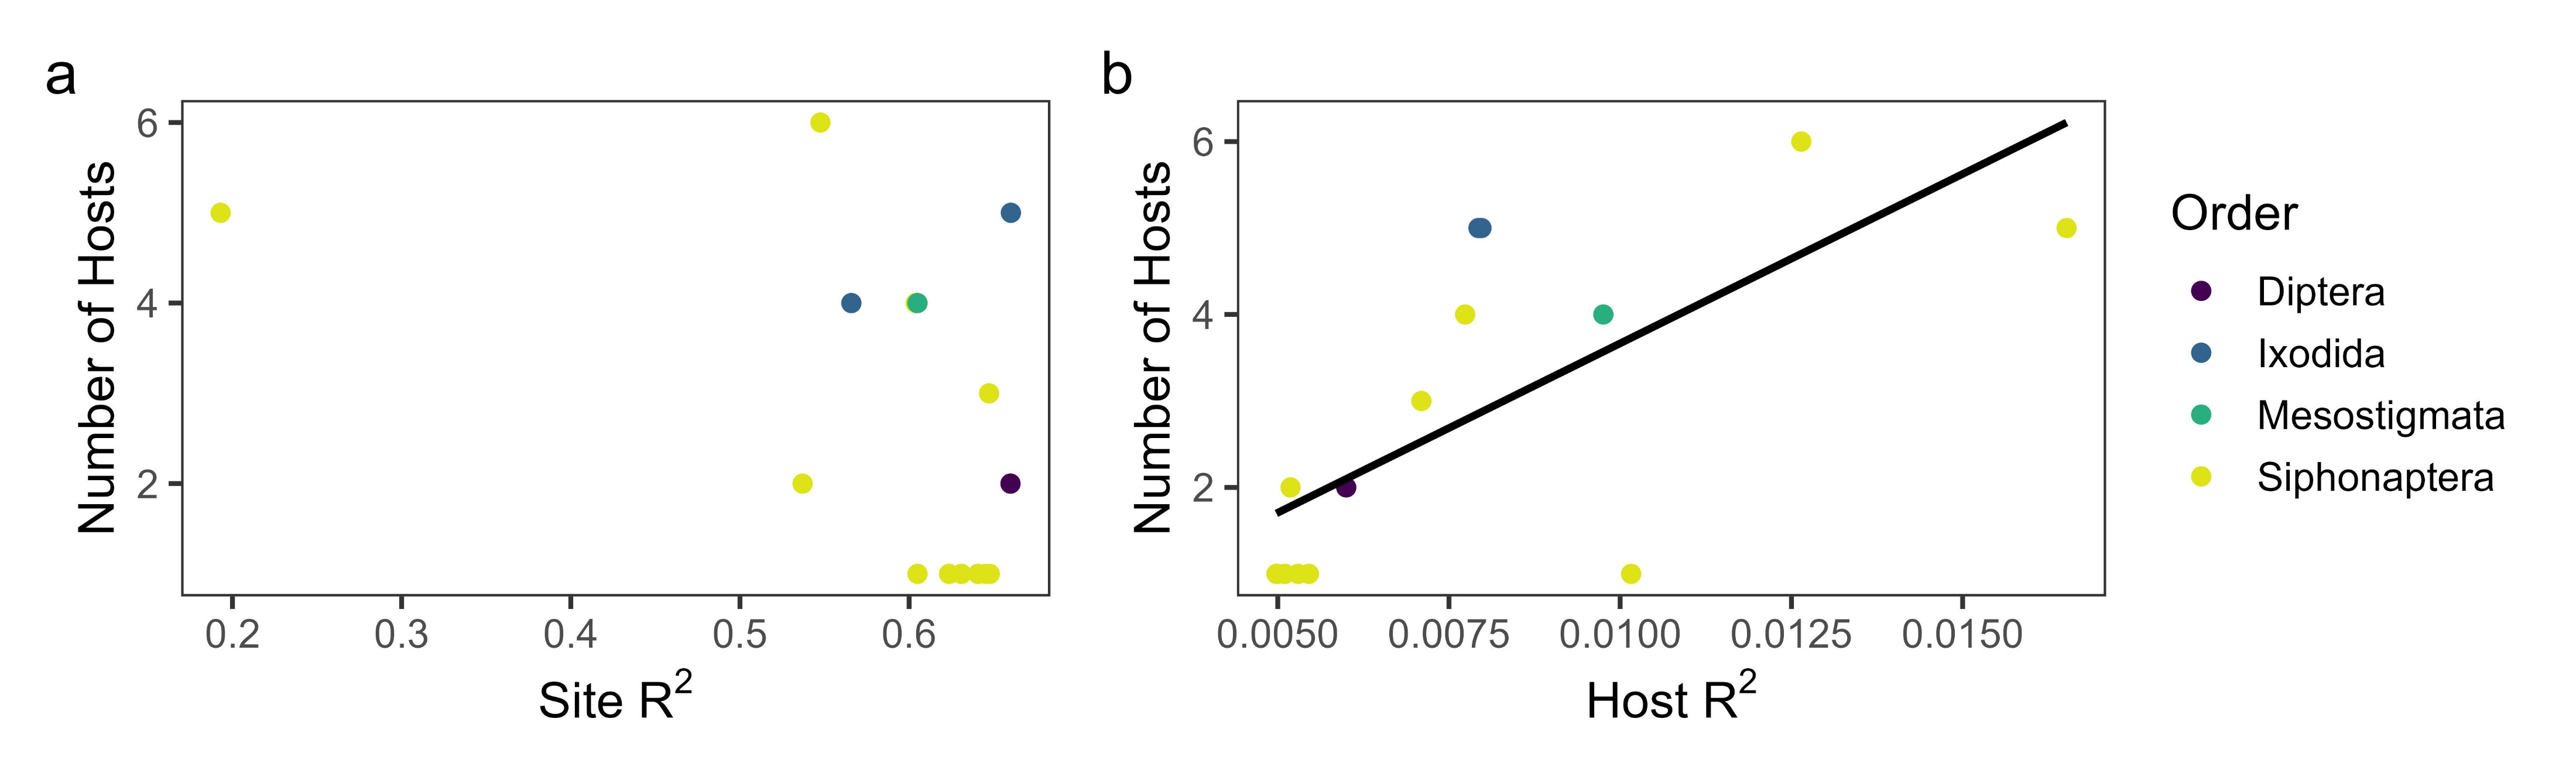 a
6
4
2
Number of Hosts
0.2 0.3 0.4 0.5 0.6
Site R²
b
6
4
2
Number of Hosts
0.0050 0.0075 0.0100 0.0125 0.0150
Host R²
Order
Diptera
Ixodida
Mesostigmata
Siphonaptera